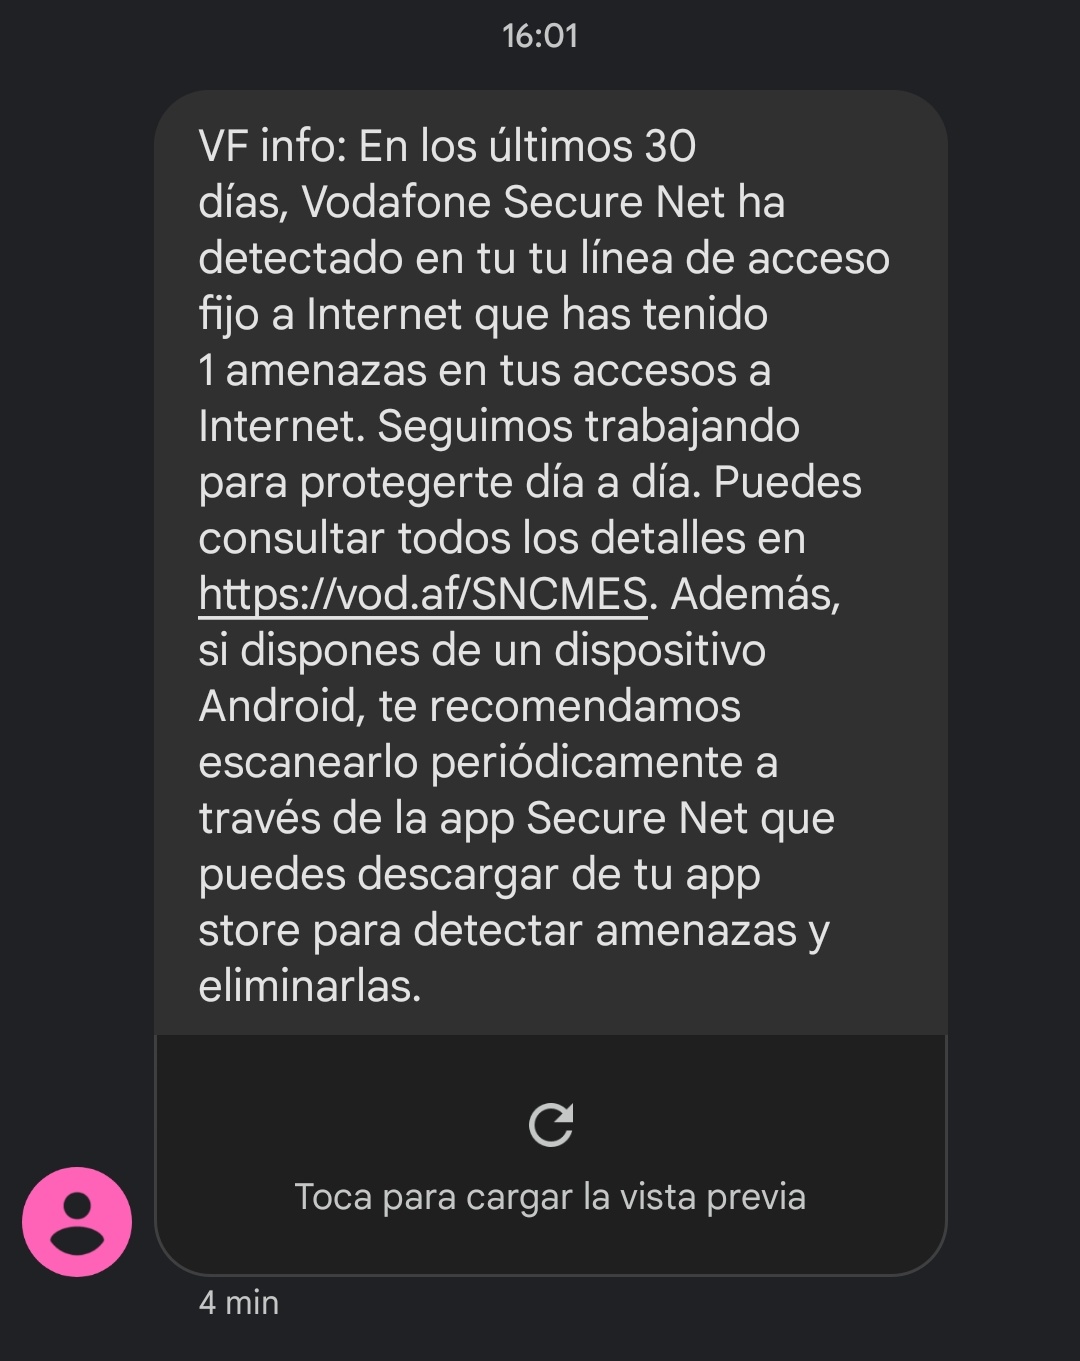 16:01
VF info: En los últimos 30
días, Vodafone Secure Net ha
detectado en tu tu línea de acceso
fijo a Internet que has tenido
1 amenazas en tus accesos a
Internet. Seguimos trabajando
para protegerte día a día. Puedes
consultar todos los detalles en
https://vod.af/SNCMES. Además,
si dispones de un dispositivo
Android, te recomendamos
escanearlo periódicamente a
través de la app Secure Net que
puedes descargar de tu app
store para detectar amenazas y
eliminarlas.
Toca para cargar la vista previa
4 min